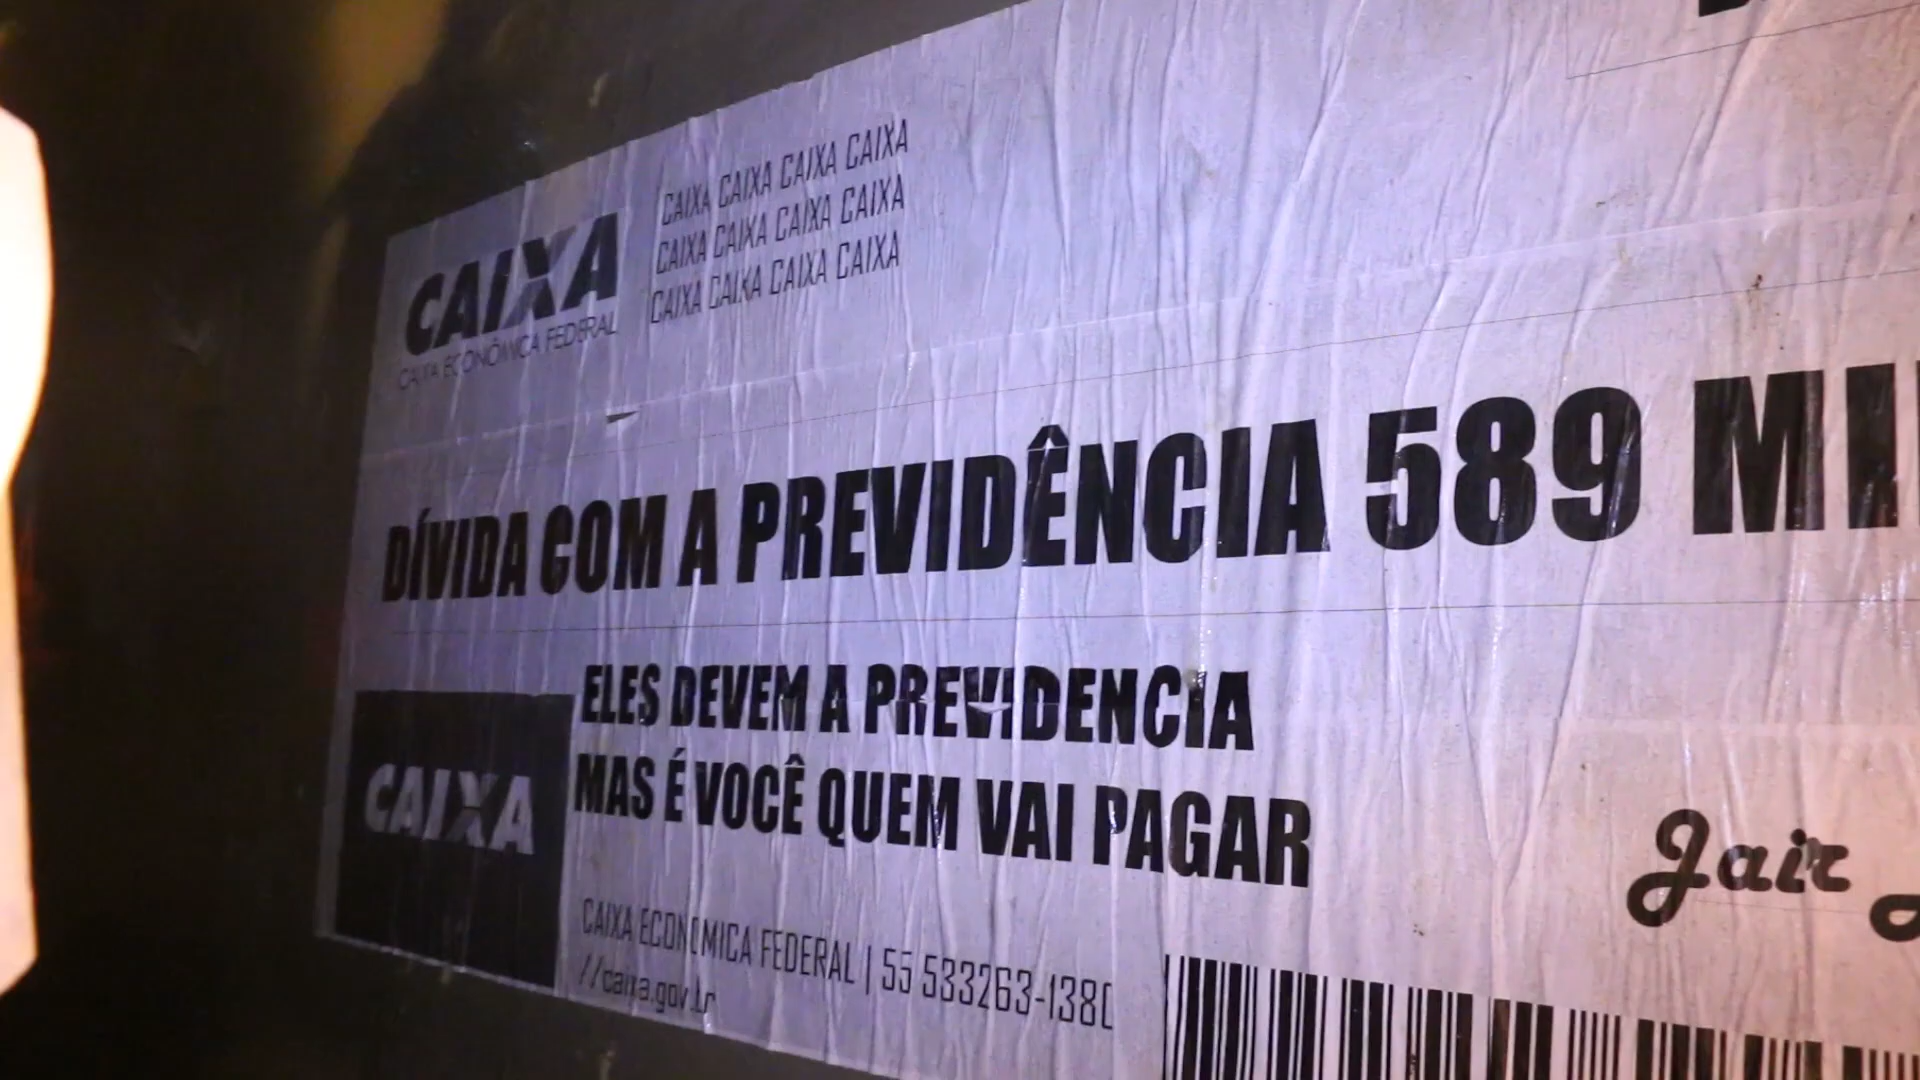 CAIXA
CAIXA ECONÔMICA FEDERAL
CAIXA CAIXA CAIXA CAIXA
CAIXA CAIXA CAIXA CAIXA
CAIXA CAIXA CAIXA CAIXA
DÍVIDA COM A PREVIDÊNCIA 589 MI
ELES DEVEM A PREVIDENCIA
MAS É VOCÊ QUEM VAI PAGAR
CAIXA
Jair
CAIXA ECONOMICA FEDERAL | 55 533263-1380
//caixa.gov.br